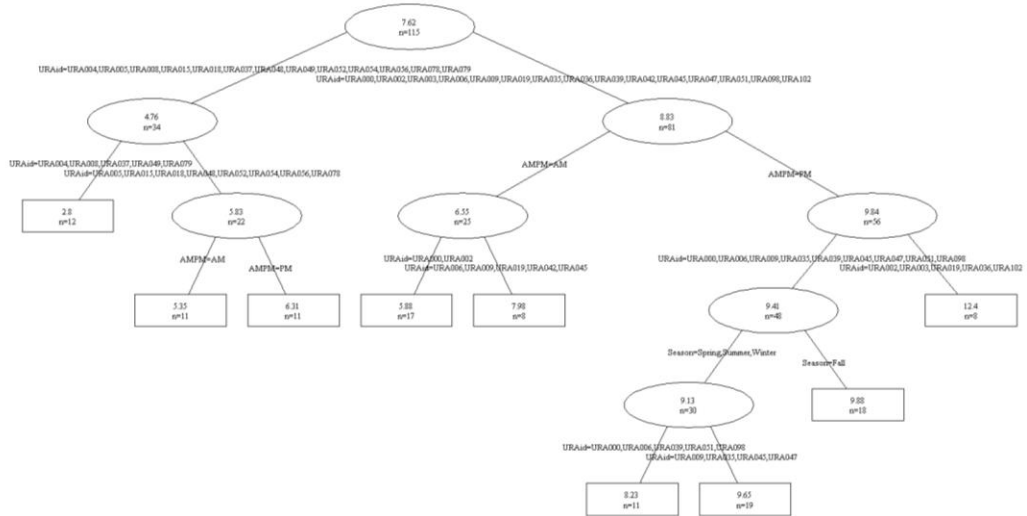 7.62
n=115
URAid=URA004,URA005,URA008,URA015,URA018,URA037,URA048,URA049,URA052,URA054,URA056,URA078,URA079
URAid=URA000,URA002,URA003,URA006,URA009,URA019,URA035,URA036,URA039,URA042,URA045,URA047,URA051,URA098,URA102
4.76
n=34
8.83
n=81
URAid=URA004,URA008,URA037,URA049,URA079
URAid=URA005,URA015,URA018,URA048,URA052,URA054,URA056,URA078
AMPM=AM
AMPM=PM
2.8
n=12
5.83
n=22
6.55
n=25
9.84
n=56
AMPM=AM
AMPM=PM
URAid=URA000,URA002
URAid=URA006,URA009,URA019,URA042,URA045
URAid=URA000,URA006,URA009,URA035,URA039,URA045,URA047,URA051,URA098
URAid=URA002,URA003,URA019,URA036,URA102
5.35
n=11
6.31
n=11
5.88
n=17
7.98
n=8
9.41
n=48
12.4
n=8
Season=Spring,Summer,Winter
Season=Fall
9.13
n=30
9.88
n=18
URAid=URA000,URA006,URA039,URA051,URA098
URAid=URA009,URA035,URA045,URA047
8.23
n=11
9.65
n=19